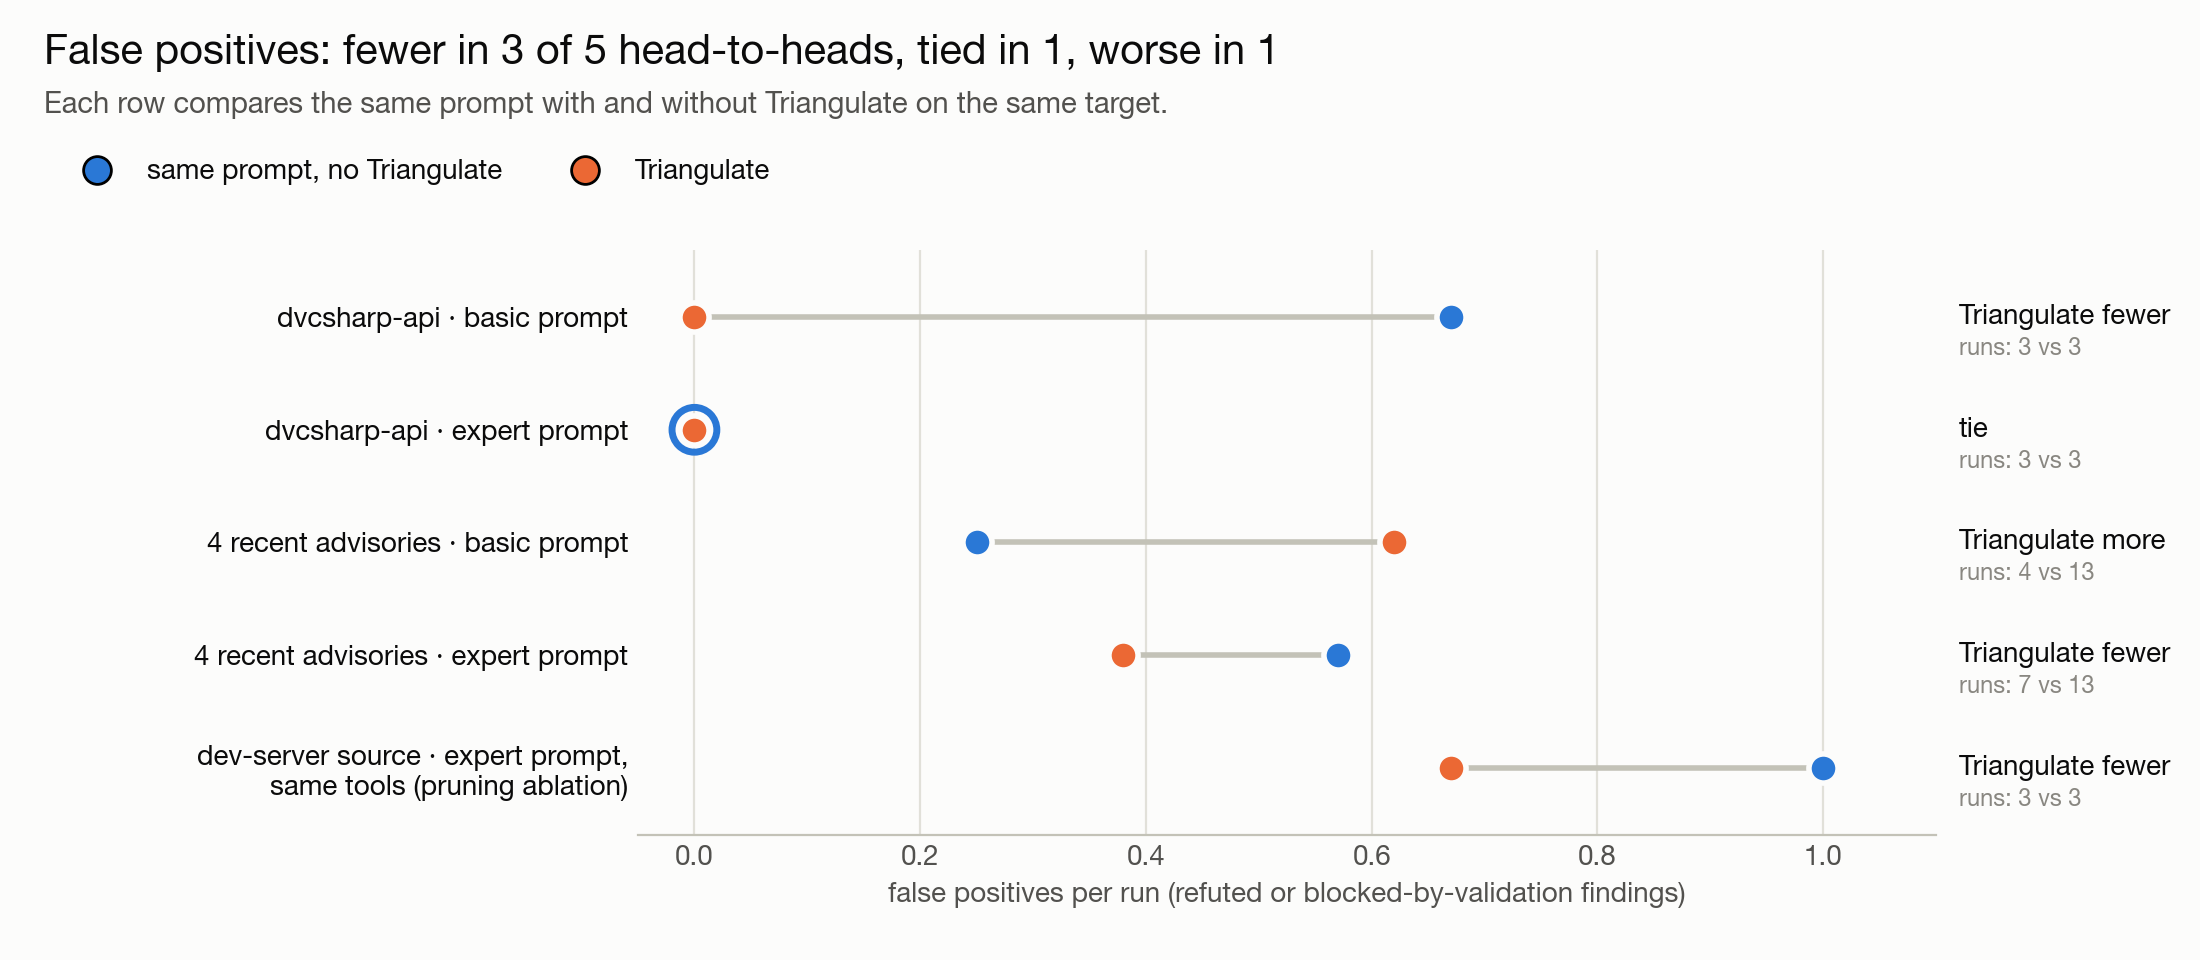 False positives: fewer in 3 of 5 head-to-heads, tied in 1, worse in 1
Each row compares the same prompt with and without Triangulate on the same target.
same prompt, no Triangulate
Triangulate
dvcsharp-api · basic prompt
Triangulate fewer
runs: 3 vs 3
dvcsharp-api · expert prompt
tie
runs: 3 vs 3
4 recent advisories · basic prompt
Triangulate more
runs: 4 vs 13
4 recent advisories · expert prompt
Triangulate fewer
runs: 7 vs 13
dev-server source · expert prompt,
same tools (pruning ablation)
Triangulate fewer
runs: 3 vs 3
0.0 0.2 0.4 0.6 0.8 1.0
false positives per run (refuted or blocked-by-validation findings)